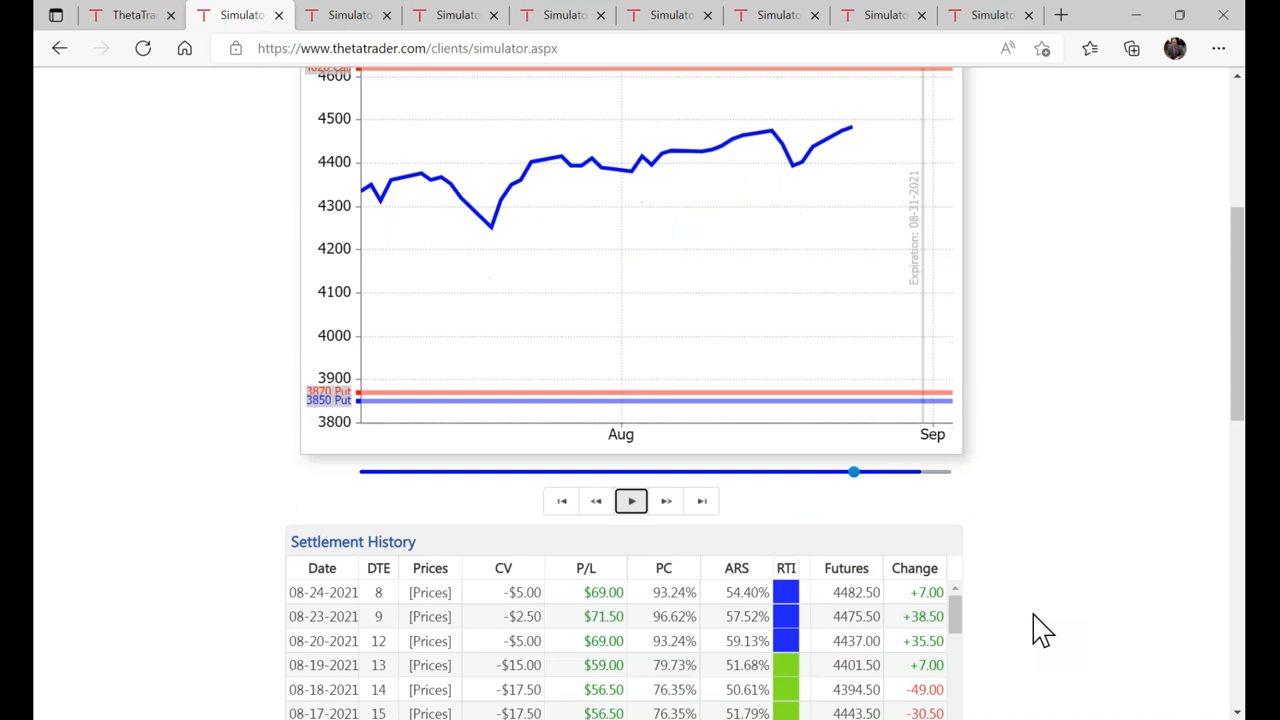 ThetaTra Simulato Simulato Simulato Simulato Simulato Simulato Simulato Simulato
https://www.thetatrader.com/clients/simulator.aspx
4600
4500
4400
4300
4200
4100
4000
3900
3870 Put
3850 Put
3800
Expiration: 08-31-2021
Aug Sep
Settlement History
Date DTE Prices CV P/L PC ARS RTI Futures Change
08-24-2021 8 [Prices] -$5.00 $69.00 93.24% 54.40% 4482.50 +7.00
08-23-2021 9 [Prices] -$2.50 $71.50 96.62% 57.52% 4475.50 +38.50
08-20-2021 12 [Prices] -$5.00 $69.00 93.24% 59.13% 4437.00 +35.50
08-19-2021 13 [Prices] -$15.00 $59.00 79.73% 51.68% 4401.50 +7.00
08-18-2021 14 [Prices] -$17.50 $56.50 76.35% 50.61% 4394.50 -49.00
08-17-2021 15 [Prices] -$17.50 $56.50 76.35% 51.79% 4443.50 -30.50